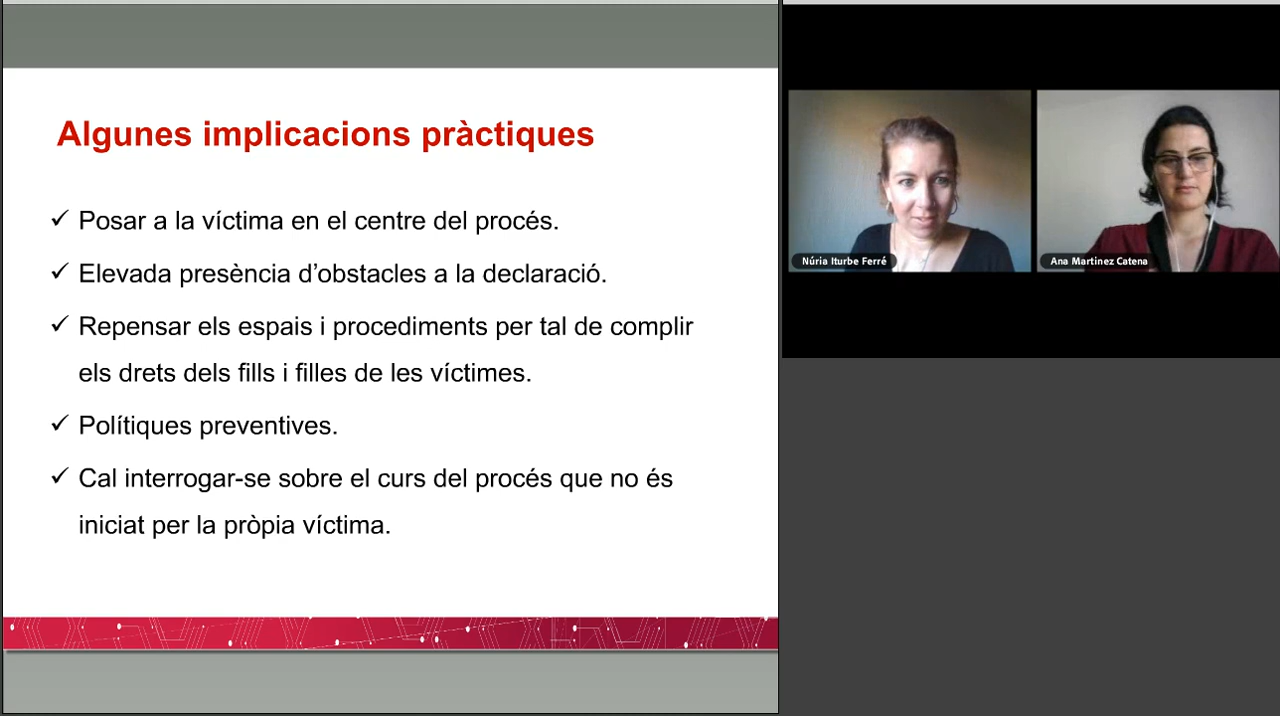 Algunes implicacions pràctiques
✓ Posar a la víctima en el centre del procés.
✓ Elevada presència d’obstacles a la declaració.
✓ Repensar els espais i procediments per tal de complir
els drets dels fills i filles de les víctimes.
✓ Polítiques preventives.
✓ Cal interrogar-se sobre el curs del procés que no és
iniciat per la pròpia víctima.
Núria Iturbe Ferré
Ana Martinez Catena